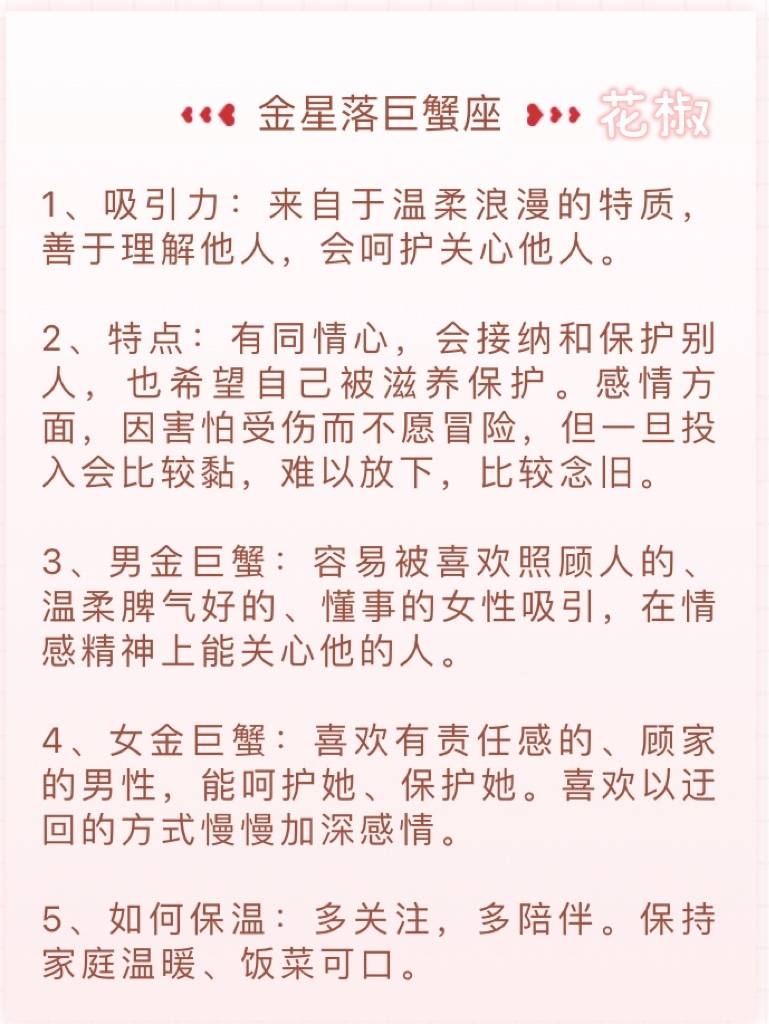 金星落巨蟹座 花椒
1、吸引力：来自于温柔浪漫的特质，
善于理解他人，会呵护关心他人。
2、特点：有同情心，会接纳和保护别
人，也希望自己被滋养保护。感情方
面，因害怕受伤而不愿冒险，但一旦投
入会比较黏，难以放下，比较念旧。
3、男金巨蟹：容易被喜欢照顾人的、
温柔脾气好的、懂事的女性吸引，在情
感精神上能关心他的人。
4、女金巨蟹：喜欢有责任感的、顾家
的男性，能呵护她、保护她。喜欢以迂
回的方式慢慢加深感情。
5、如何保温：多关注，多陪伴。保持
家庭温暖、饭菜可口。